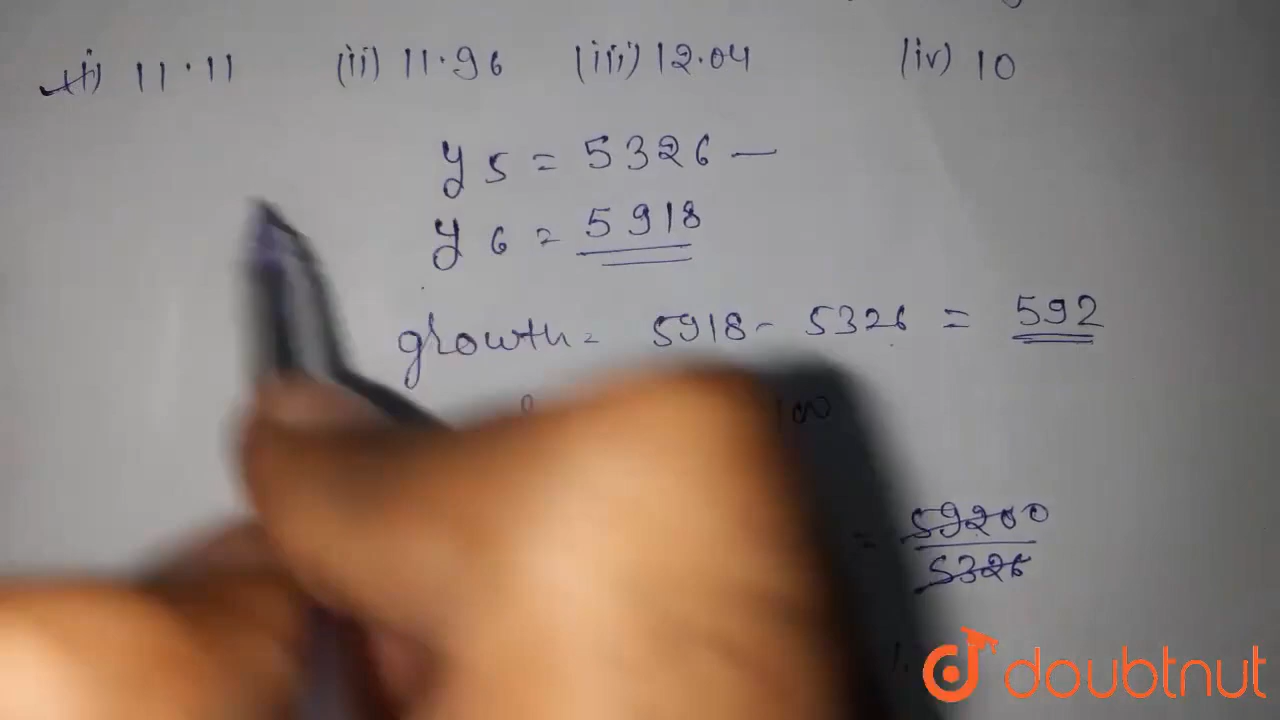 (i) 11.11 (ii) 11.96 (iii) 12.04 (iv) 10
y5 = 5326 —
y6 = 5918
growth = 5918 - 5326 = 592
100
= 59200
5326
doubtnut